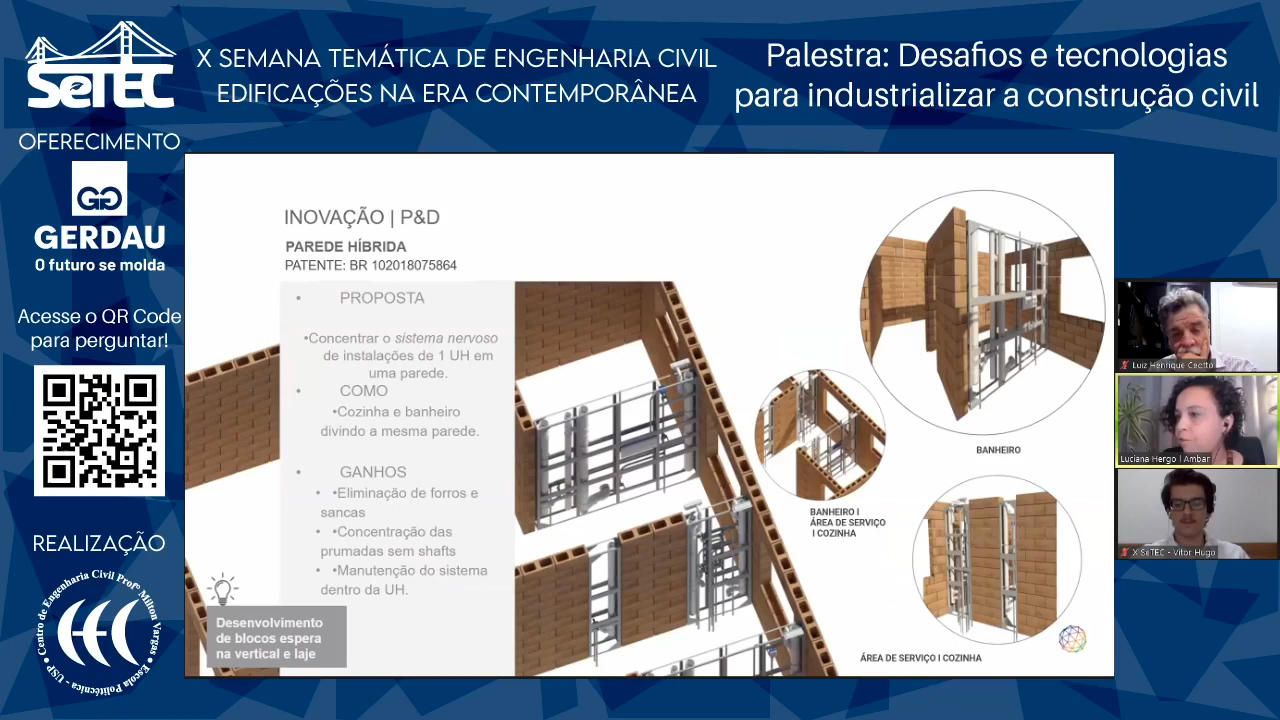 SeTEC
X SEMANA TEMÁTICA DE ENGENHARIA CIVIL
EDIFICAÇÕES NA ERA CONTEMPORÂNEA
Palestra: Desafios e tecnologias
para industrializar a construção civil
OFERECIMENTO
GG
GERDAU
O futuro se molda
Acesse o QR Code
para perguntar!
REALIZAÇÃO
Centro de Engenharia Civil Profº Milton Vargas - Escola Politécnica - USP -
CEC
INOVAÇÃO | P&D
PAREDE HÍBRIDA
PATENTE: BR 102018075864
• PROPOSTA
•Concentrar o sistema nervoso
de instalações de 1 UH em
uma parede.
• COMO
•Cozinha e banheiro
divindo a mesma parede.
• GANHOS
• •Eliminação de forros e
sancas
• •Concentração das
prumadas sem shafts
• •Manutenção do sistema
dentro da UH.
Desenvolvimento
de blocos espera
na vertical e laje
BANHEIRO
BANHEIRO I
ÁREA DE SERVIÇO
I COZINHA
ÁREA DE SERVIÇO I COZINHA
Luiz Henrique Ceotto
Luciana Hergo | Ambar
X SeTEC - Vitor Hugo